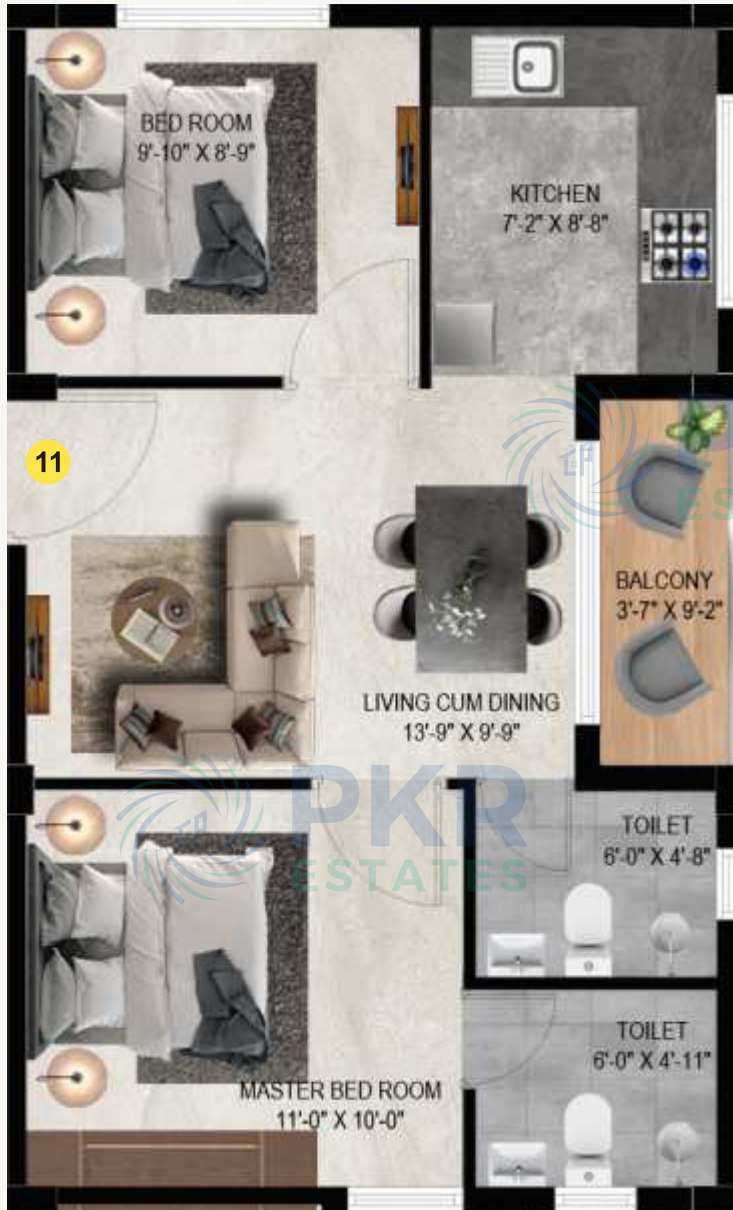 BED ROOM
9'-10" X 8'-9"
KITCHEN
7'-2" X 8'-8"
11
BALCONY
3'-7" X 9'-2"
LIVING CUM DINING
13'-9" X 9'-9"
PKR
ESTATES
TOILET
6'-0" X 4'-8"
TOILET
6'-0" X 4'-11"
MASTER BED ROOM
11'-0" X 10'-0"